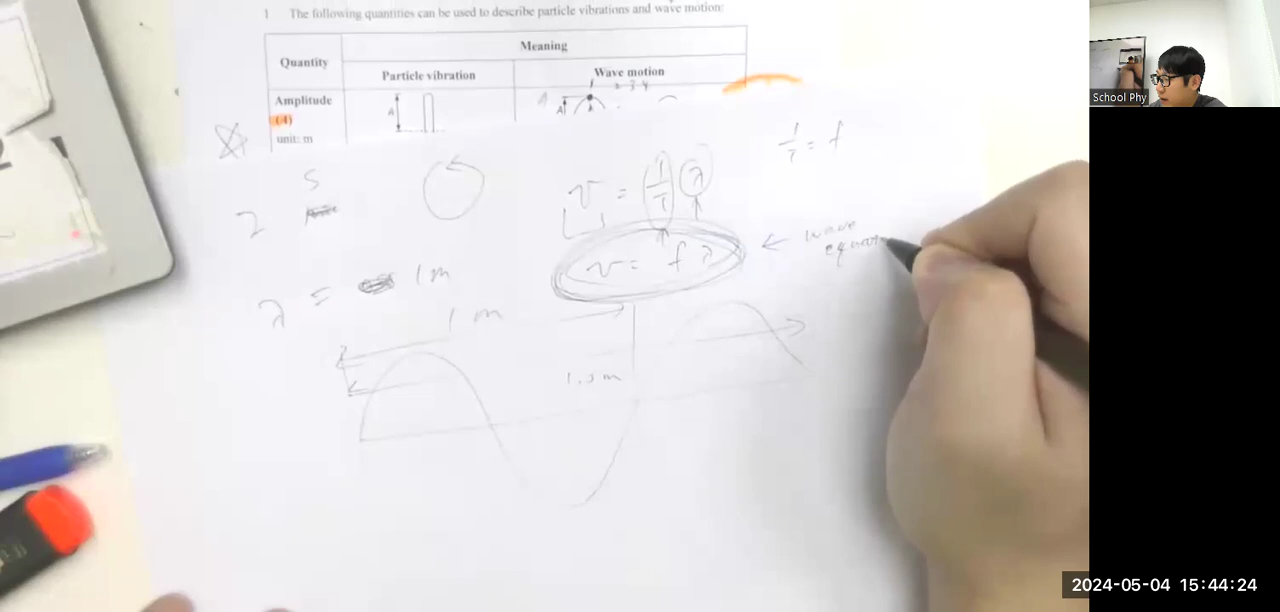 1 The following quantities can be used to describe particle vibrations and wave motion:
Quantity
Meaning
Particle vibration
Wave motion
Amplitude
(A)
unit: m
A
A
1/T = f
2 s
v = (1/T) λ
v = f λ
← wave
equation
λ = 1 m
1 m
1.5 m
School Phy
2024-05-04 15:44:24